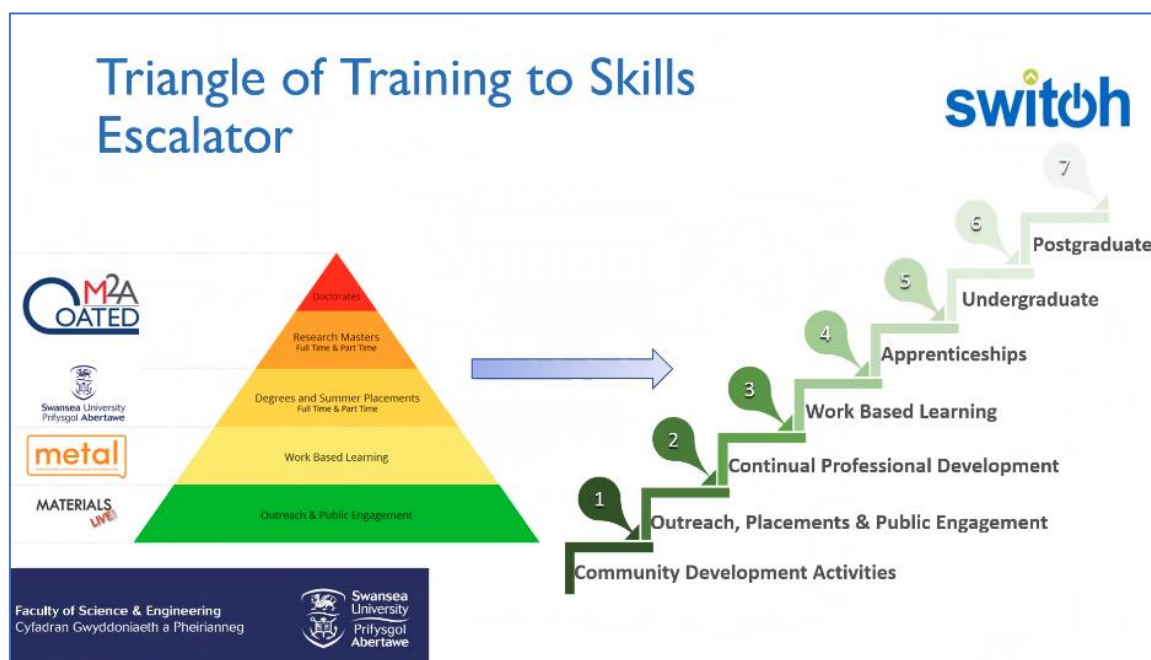 Triangle of Training to Skills
Escalator
switch
M2A
COATED
Swansea University
Prifysgol Abertawe
metal
MATERIALS
LIVE!
Doctorates
Research Masters
Full Time & Part Time
Degrees and Summer Placements
Full Time & Part Time
Work Based Learning
Outreach & Public Engagement
7
Postgraduate
6
Undergraduate
5
Apprenticeships
4
Work Based Learning
3
Continual Professional Development
2
Outreach, Placements & Public Engagement
1
Community Development Activities
Faculty of Science & Engineering
Cyfadran Gwyddoniaeth a Pheirianneg
Swansea
University
Prifysgol
Abertawe